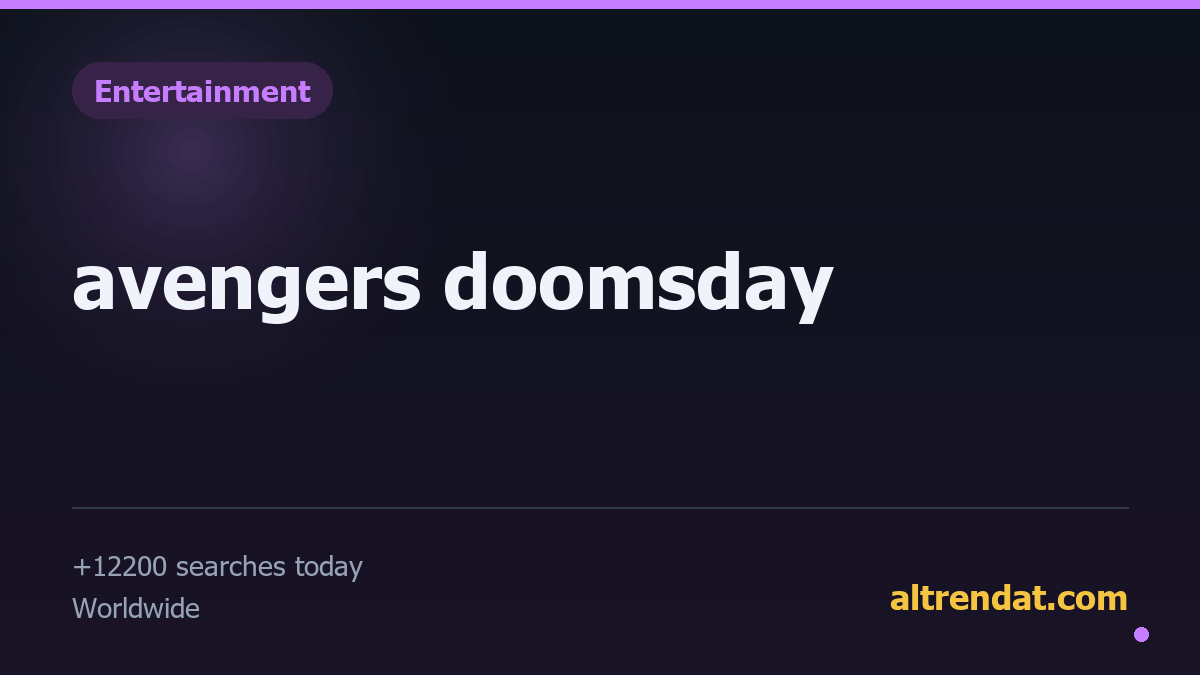 Entertainment
avengers doomsday
+12200 searches today
Worldwide
altrendat.com